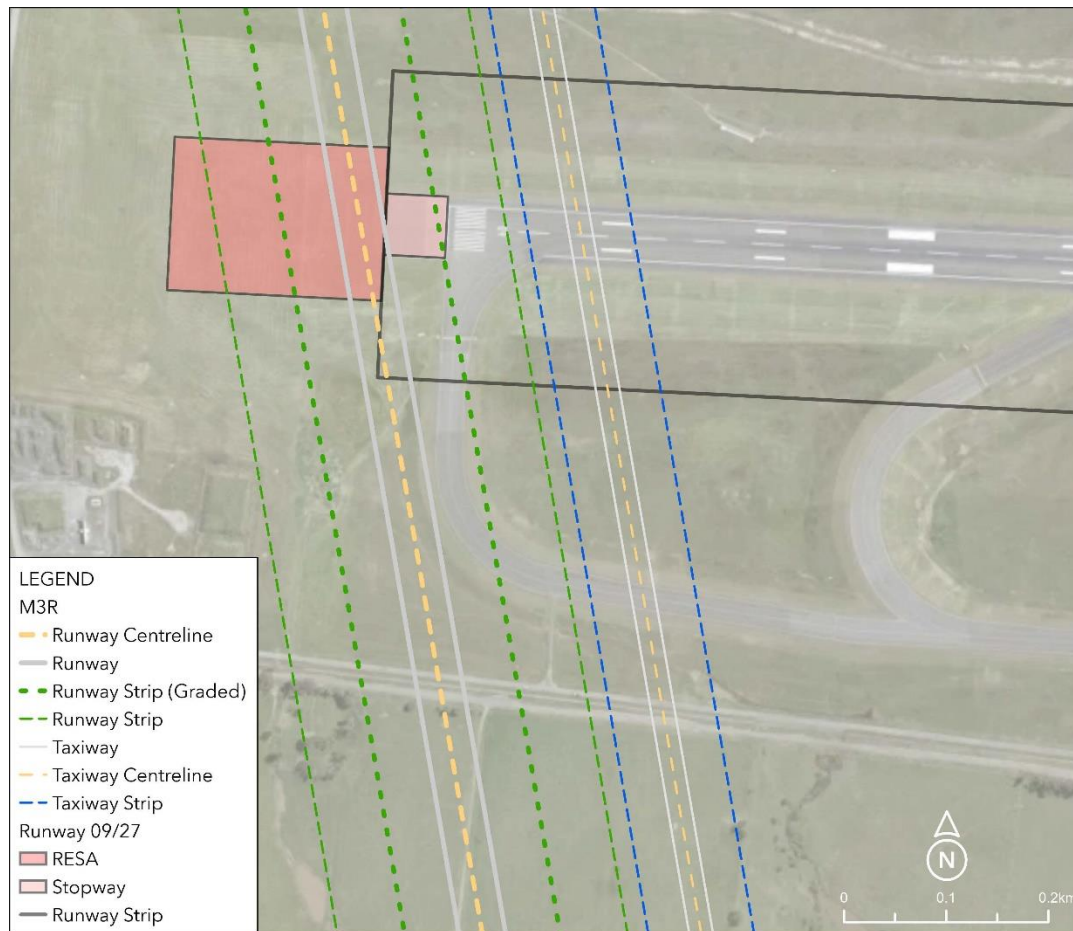 LEGEND
M3R
Runway Centreline
Runway
Runway Strip (Graded)
Runway Strip
Taxiway
Taxiway Centreline
Taxiway Strip
Runway 09/27
RESA
Stopway
Runway Strip
N
0 0.1 0.2km